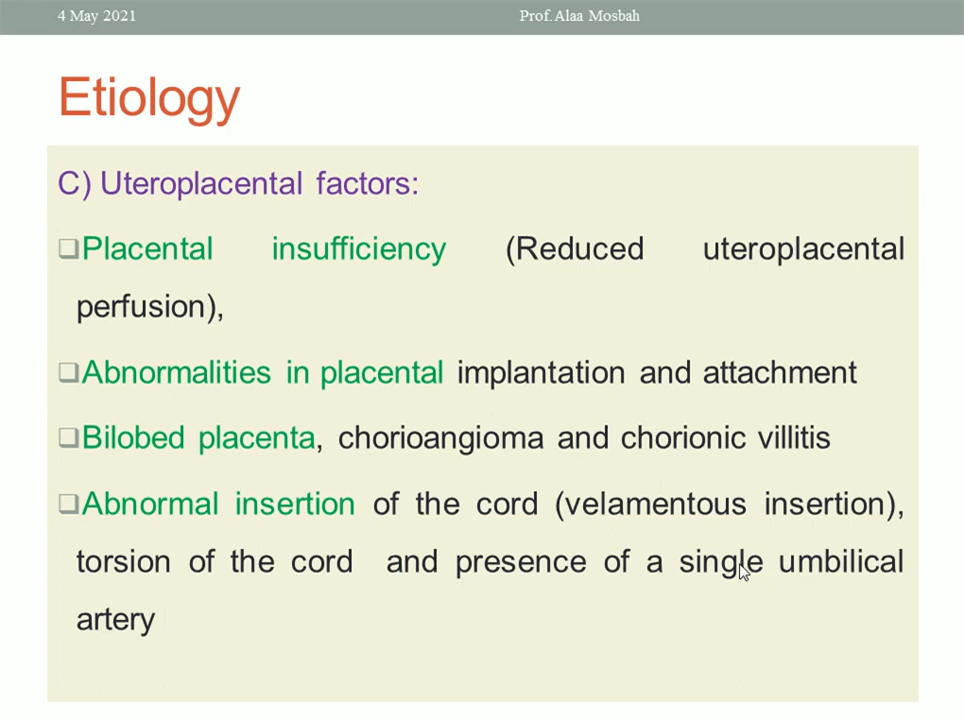 4 May 2021 Prof.Alaa Mosbah
Etiology
C) Uteroplacental factors:
❑Placental insufficiency (Reduced uteroplacental
perfusion),
❑Abnormalities in placental implantation and attachment
❑Bilobed placenta, chorioangioma and chorionic villitis
❑Abnormal insertion of the cord (velamentous insertion),
torsion of the cord and presence of a single umbilical
artery